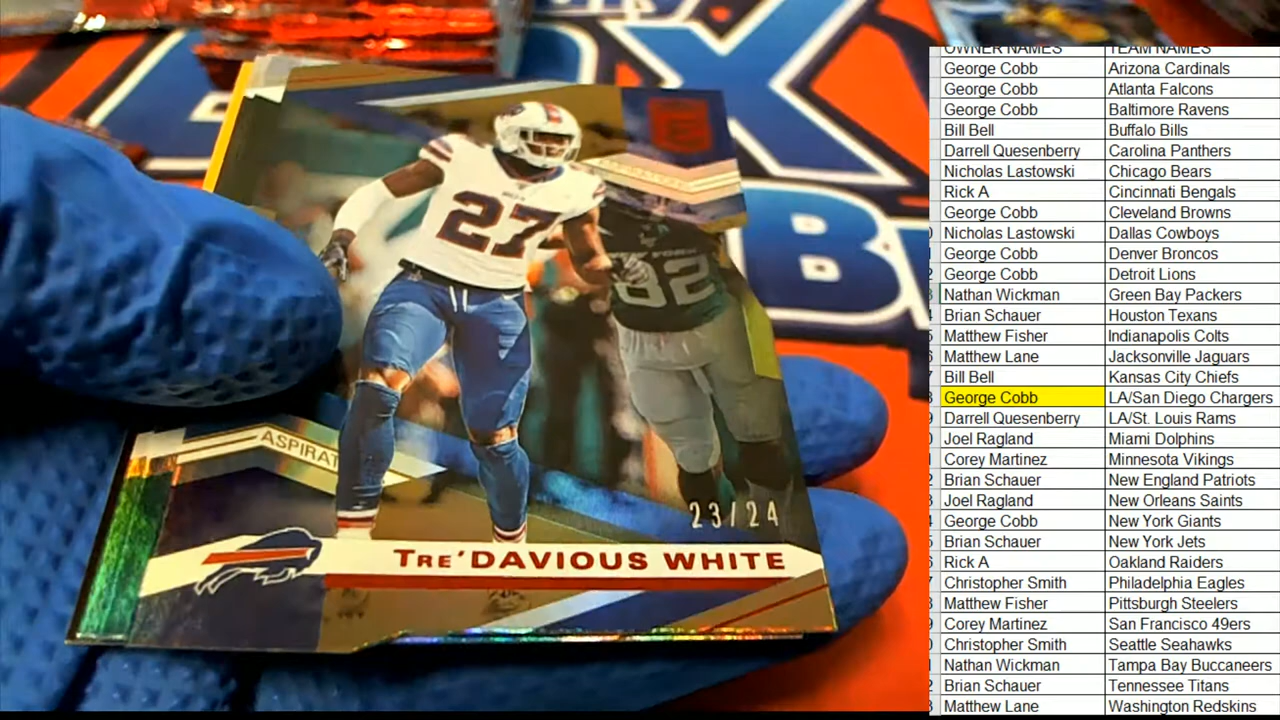 27
82
ASPIRAT
23/24
TRE'DAVIOUS WHITE
OWNER NAMES TEAM NAMES
George Cobb Arizona Cardinals
George Cobb Atlanta Falcons
George Cobb Baltimore Ravens
Bill Bell Buffalo Bills
Darrell Quesenberry Carolina Panthers
Nicholas Lastowski Chicago Bears
Rick A Cincinnati Bengals
George Cobb Cleveland Browns
Nicholas Lastowski Dallas Cowboys
George Cobb Denver Broncos
George Cobb Detroit Lions
Nathan Wickman Green Bay Packers
Brian Schauer Houston Texans
Matthew Fisher Indianapolis Colts
Matthew Lane Jacksonville Jaguars
Bill Bell Kansas City Chiefs
George Cobb LA/San Diego Chargers
Darrell Quesenberry LA/St. Louis Rams
Joel Ragland Miami Dolphins
Corey Martinez Minnesota Vikings
Brian Schauer New England Patriots
Joel Ragland New Orleans Saints
George Cobb New York Giants
Brian Schauer New York Jets
Rick A Oakland Raiders
Christopher Smith Philadelphia Eagles
Matthew Fisher Pittsburgh Steelers
Corey Martinez San Francisco 49ers
Christopher Smith Seattle Seahawks
Nathan Wickman Tampa Bay Buccaneers
Brian Schauer Tennessee Titans
Matthew Lane Washington Redskins